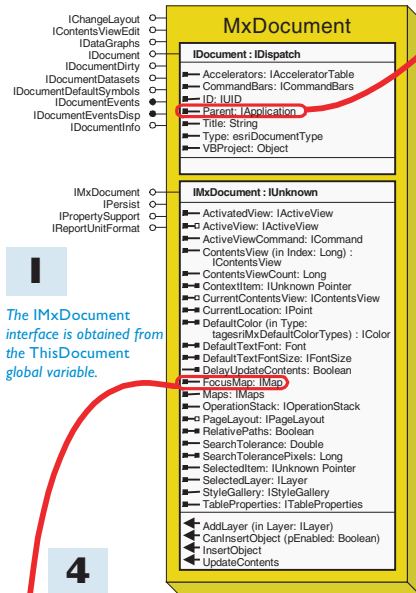 IChangeLayout
IContentsViewEdit
IDataGraphs
IDocument
IDocumentDirty
IDocumentDatasets
IDocumentDefaultSymbols
IDocumentEvents
IDocumentEventsDisp
IDocumentInfo
MxDocument
IDocument : IDispatch
Accelerators: IAcceleratorTable
CommandBars: ICommandBars
ID: IUID
Parent: IApplication
Title: String
Type: esriDocumentType
VBProject: Object
IMxDocument
IPersist
IPropertySupport
IReportUnitFormat
IMxDocument : IUnknown
ActivatedView: IActiveView
ActiveView: IActiveView
ActiveViewCommand: ICommand
ContentsView (in Index: Long) :
IContentsView
ContentsViewCount: Long
ContextItem: IUnknown Pointer
CurrentContentsView: IContentsView
CurrentLocation: IPoint
DefaultColor (in Type:
tagesriMxDefaultColorTypes) : IColor
DefaultTextFont: Font
DefaultTextFontSize: IFontSize
DelayUpdateContents: Boolean
FocusMap: IMap
Maps: IMaps
OperationStack: IOperationStack
PageLayout: IPageLayout
RelativePaths: Boolean
SearchTolerance: Double
SearchTolerancePixels: Long
SelectedItem: IUnknown Pointer
SelectedLayer: ILayer
StyleGallery: IStyleGallery
TableProperties: ITableProperties
AddLayer (in Layer: ILayer)
CanInsertObject (pEnabled: Boolean)
InsertObject
UpdateContents
1
The IMxDocument
interface is obtained from
the ThisDocument
global variable.
4